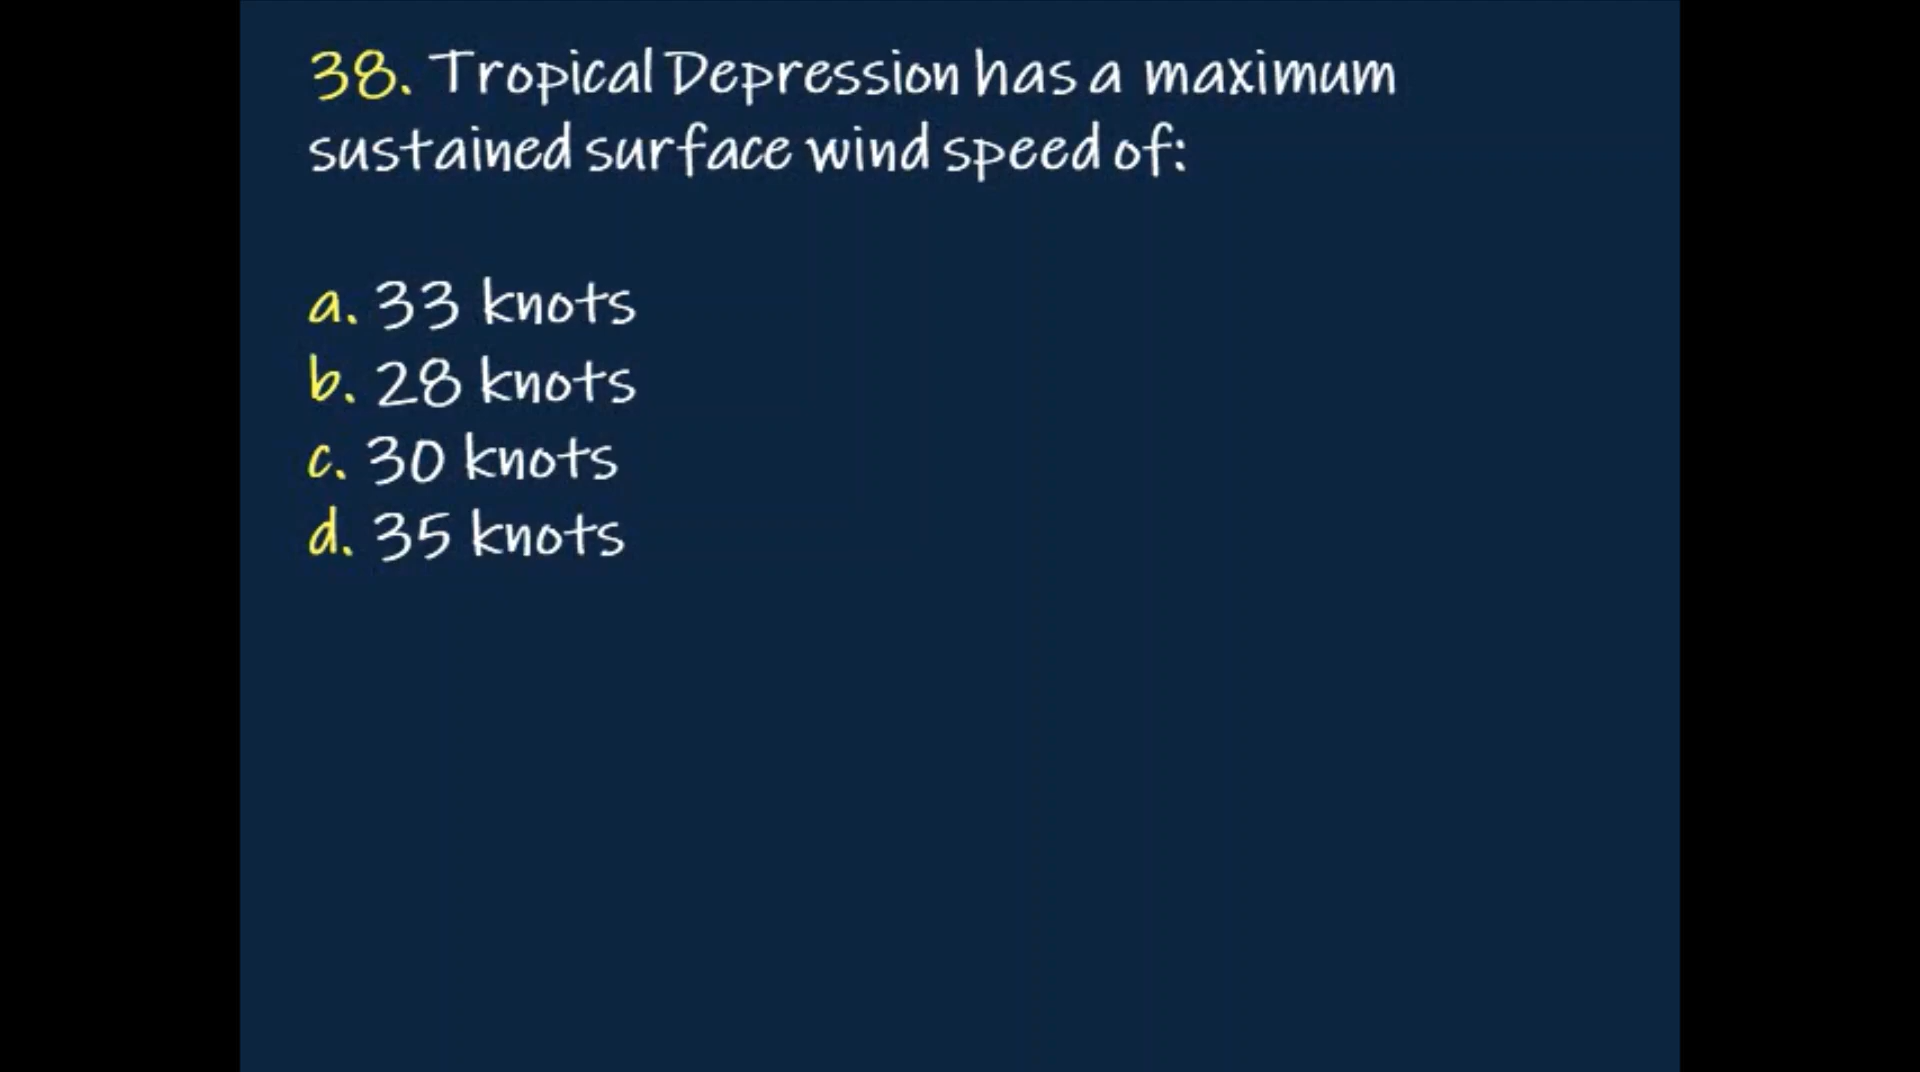 38. Tropical Depression has a maximum
sustained surface wind speed of:
a. 33 knots
b. 28 knots
c. 30 knots
d. 35 knots